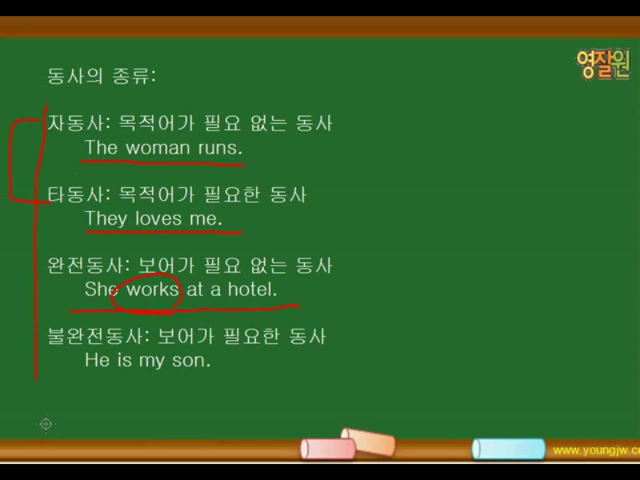 동사의 종류:
영잘원
자동사: 목적어가 필요 없는 동사
The woman runs.
타동사: 목적어가 필요한 동사
They loves me.
완전동사: 보어가 필요 없는 동사
She works at a hotel.
불완전동사: 보어가 필요한 동사
He is my son.
www.youngjw.co